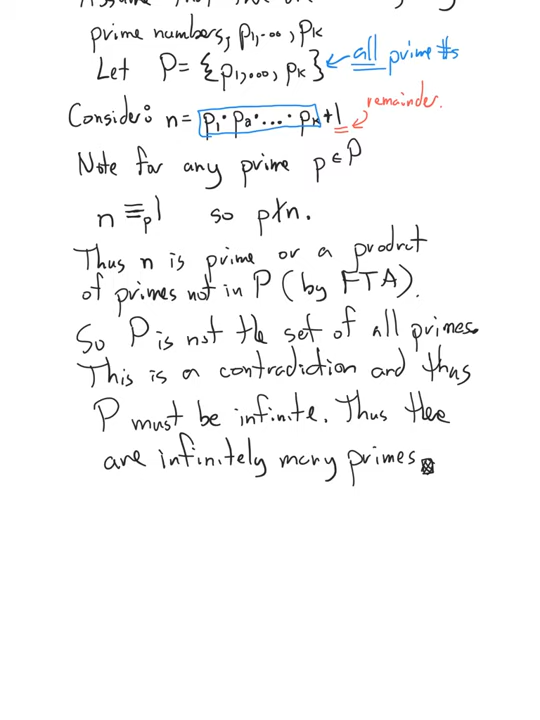 prime numbers, p₁,..., pₖ
Let P = {p₁,..., pₖ} all prime #s
Consider: n = p₁·p₂·...·pₖ+1 remainder.
Note for any prime p∈P
n ≡ₚ1 so p∤n.
Thus n is prime or a product
of primes not in P (by FTA).
So P is not the set of all primes.
This is a contradiction and thus
P must be infinite. Thus there
are infinitely many primes.